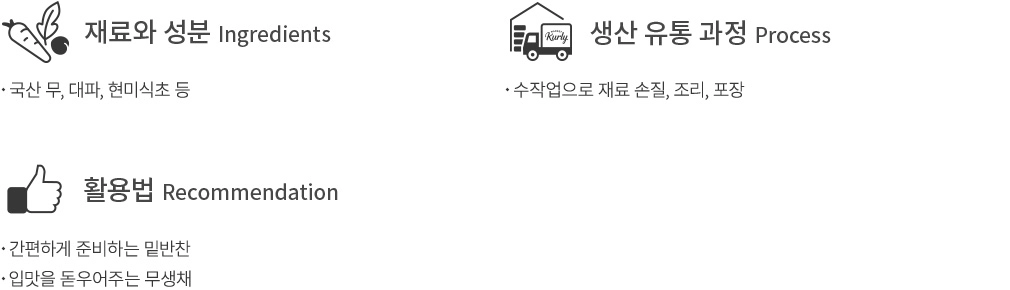 재료와 성분 Ingredients
· 국산 무, 대파, 현미식초 등
Kurly
생산 유통 과정 Process
· 수작업으로 재료 손질, 조리, 포장
활용법 Recommendation
· 간편하게 준비하는 밑반찬
· 입맛을 돋우어주는 무생채